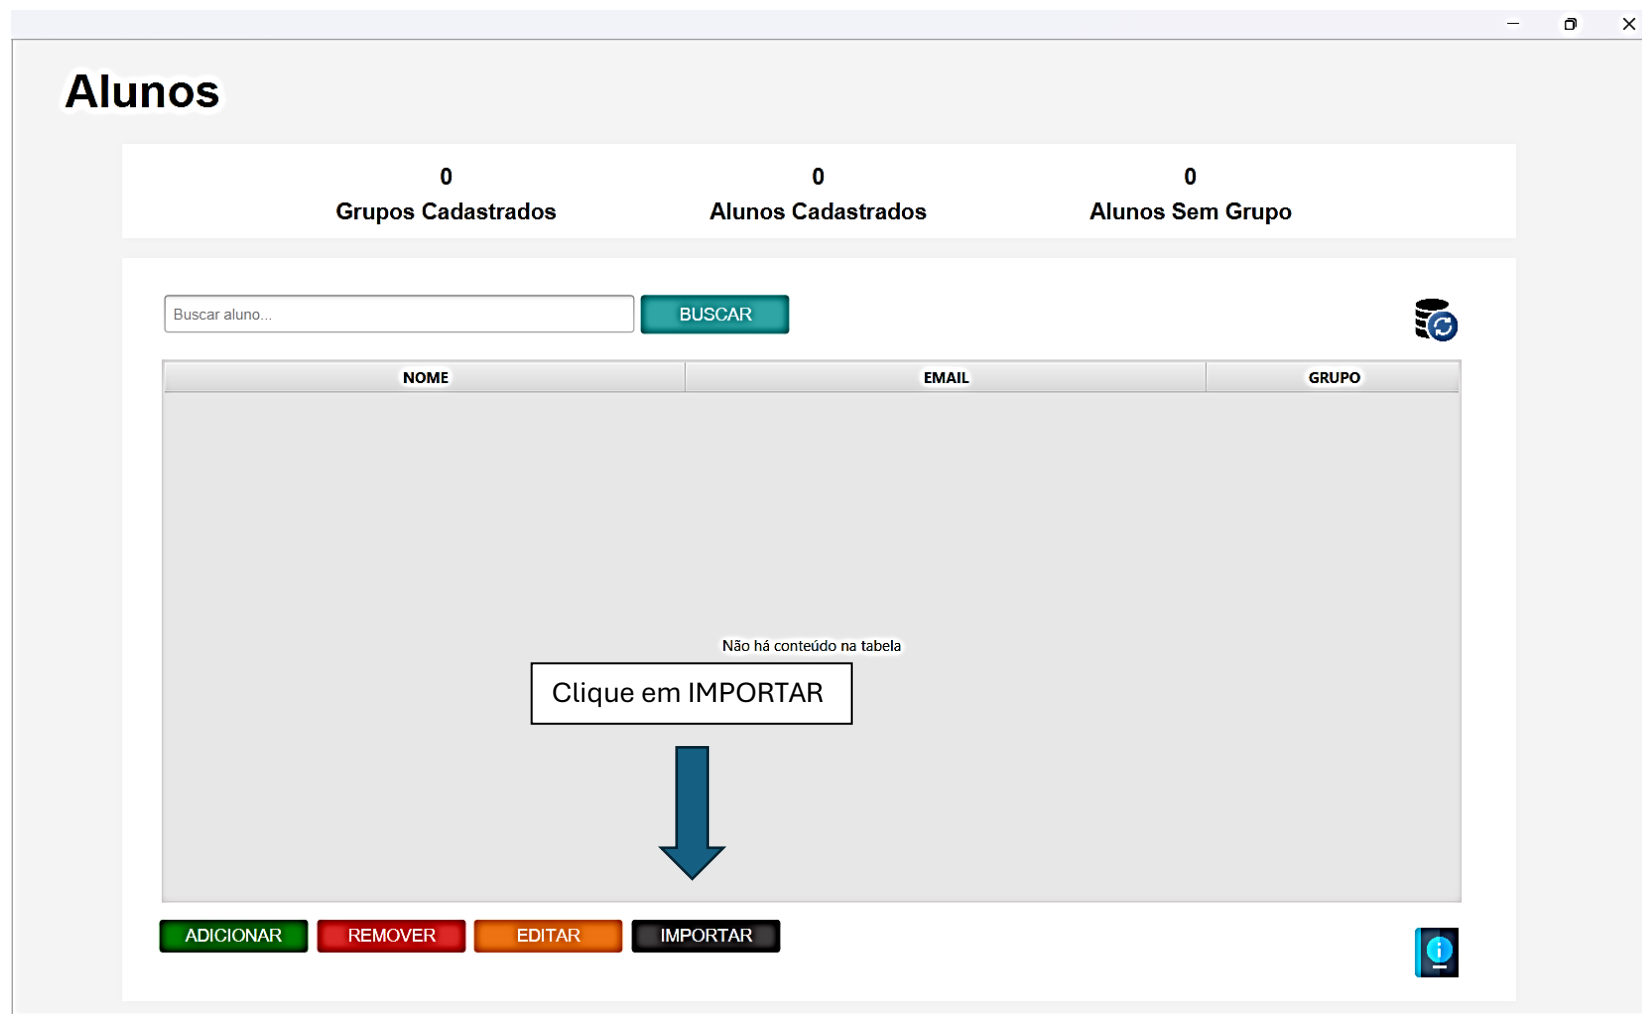 Alunos
0
Grupos Cadastrados
0
Alunos Cadastrados
0
Alunos Sem Grupo
Buscar aluno...
BUSCAR
NOME
EMAIL
GRUPO
Não há conteúdo na tabela
Clique em IMPORTAR
ADICIONAR
REMOVER
EDITAR
IMPORTAR